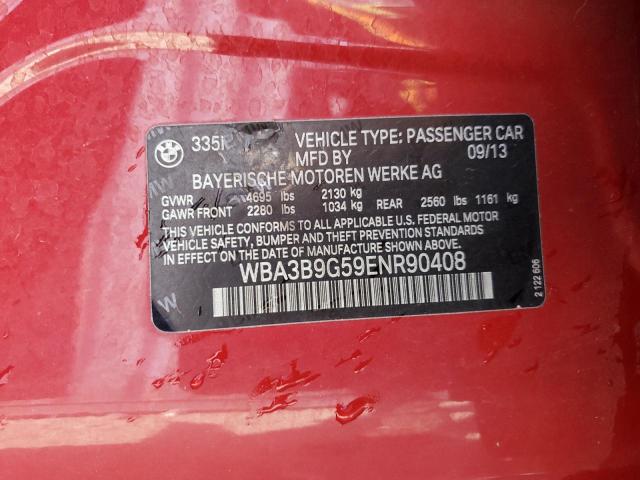 BMW
335i VEHICLE TYPE: PASSENGER CAR
MFD BY 09/13
BAYERISCHE MOTOREN WERKE AG
GVWR 4695 lbs 2130 kg
GAWR FRONT 2280 lbs 1034 kg REAR 2560 lbs 1161 kg
THIS VEHICLE CONFORMS TO ALL APPLICABLE U.S. FEDERAL MOTOR
VEHICLE SAFETY, BUMPER, AND THEFT PREVENTION STANDARDS
IN EFFECT ON THE DATE OF MANUFACTURE SHOWN ABOVE.
WBA3B9G59ENR90408
2 122 606